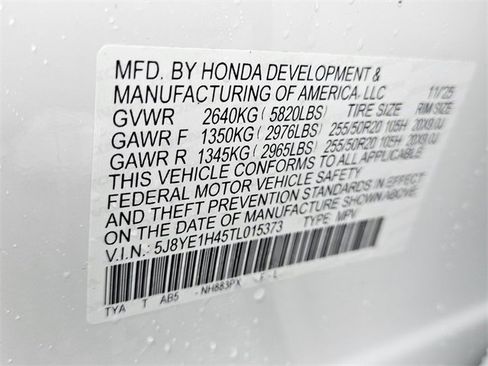 MFD. BY HONDA DEVELOPMENT &
MANUFACTURING OF AMERICA, LLC 11/25
GVWR 2640KG ( 5820LBS) TIRE SIZE RIM SIZE
GAWR F 1350KG ( 2976LBS) 255/50R20 105H 20X9.0J
GAWR R 1345KG ( 2965LBS) 255/50R20 105H 20X9.0J
THIS VEHICLE CONFORMS TO ALL APPLICABLE
FEDERAL MOTOR VEHICLE SAFETY
AND THEFT PREVENTION STANDARDS IN EFFECT
ON THE DATE OF MANUFACTURE SHOWN ABOVE.
V.I.N.: 5J8YE1H45TL015373 TYPE: MPV
TYA T AB5 - NH883PX F - L